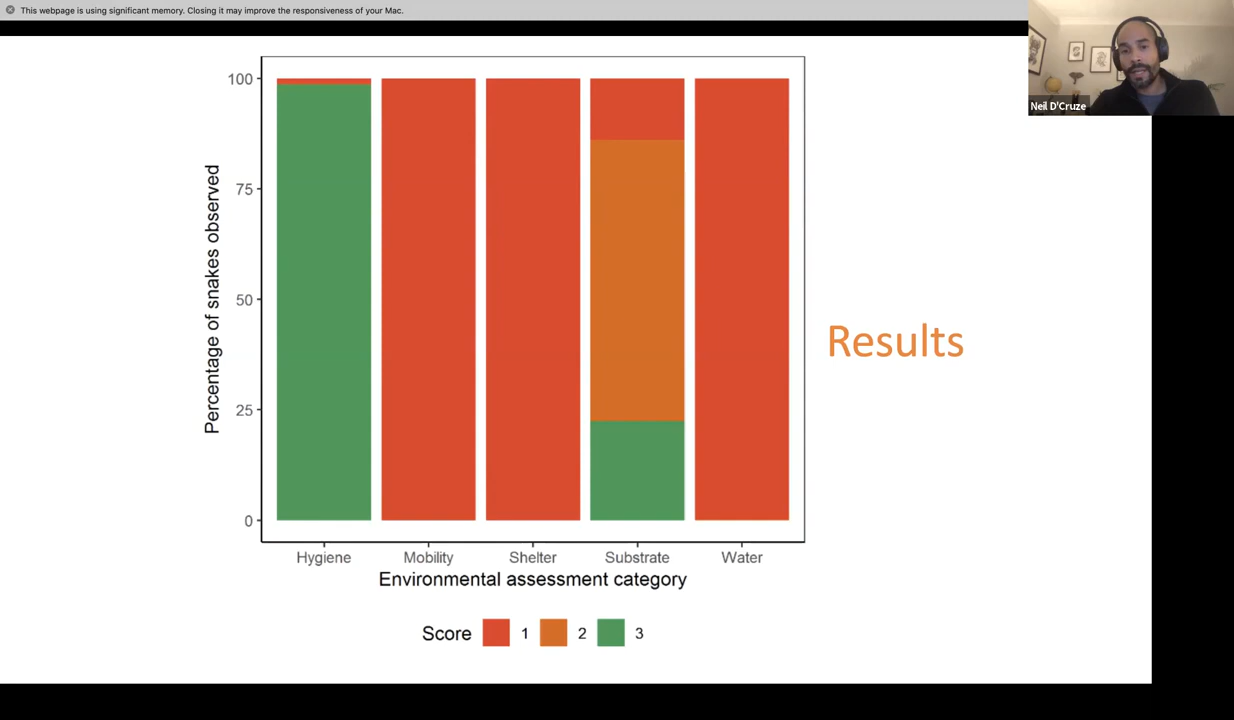 This webpage is using significant memory. Closing it may improve the responsiveness of your Mac.
Neil D'Cruze
100
75
50
25
0
Percentage of snakes observed
Hygiene Mobility Shelter Substrate Water
Environmental assessment category
Score 1 2 3
Results